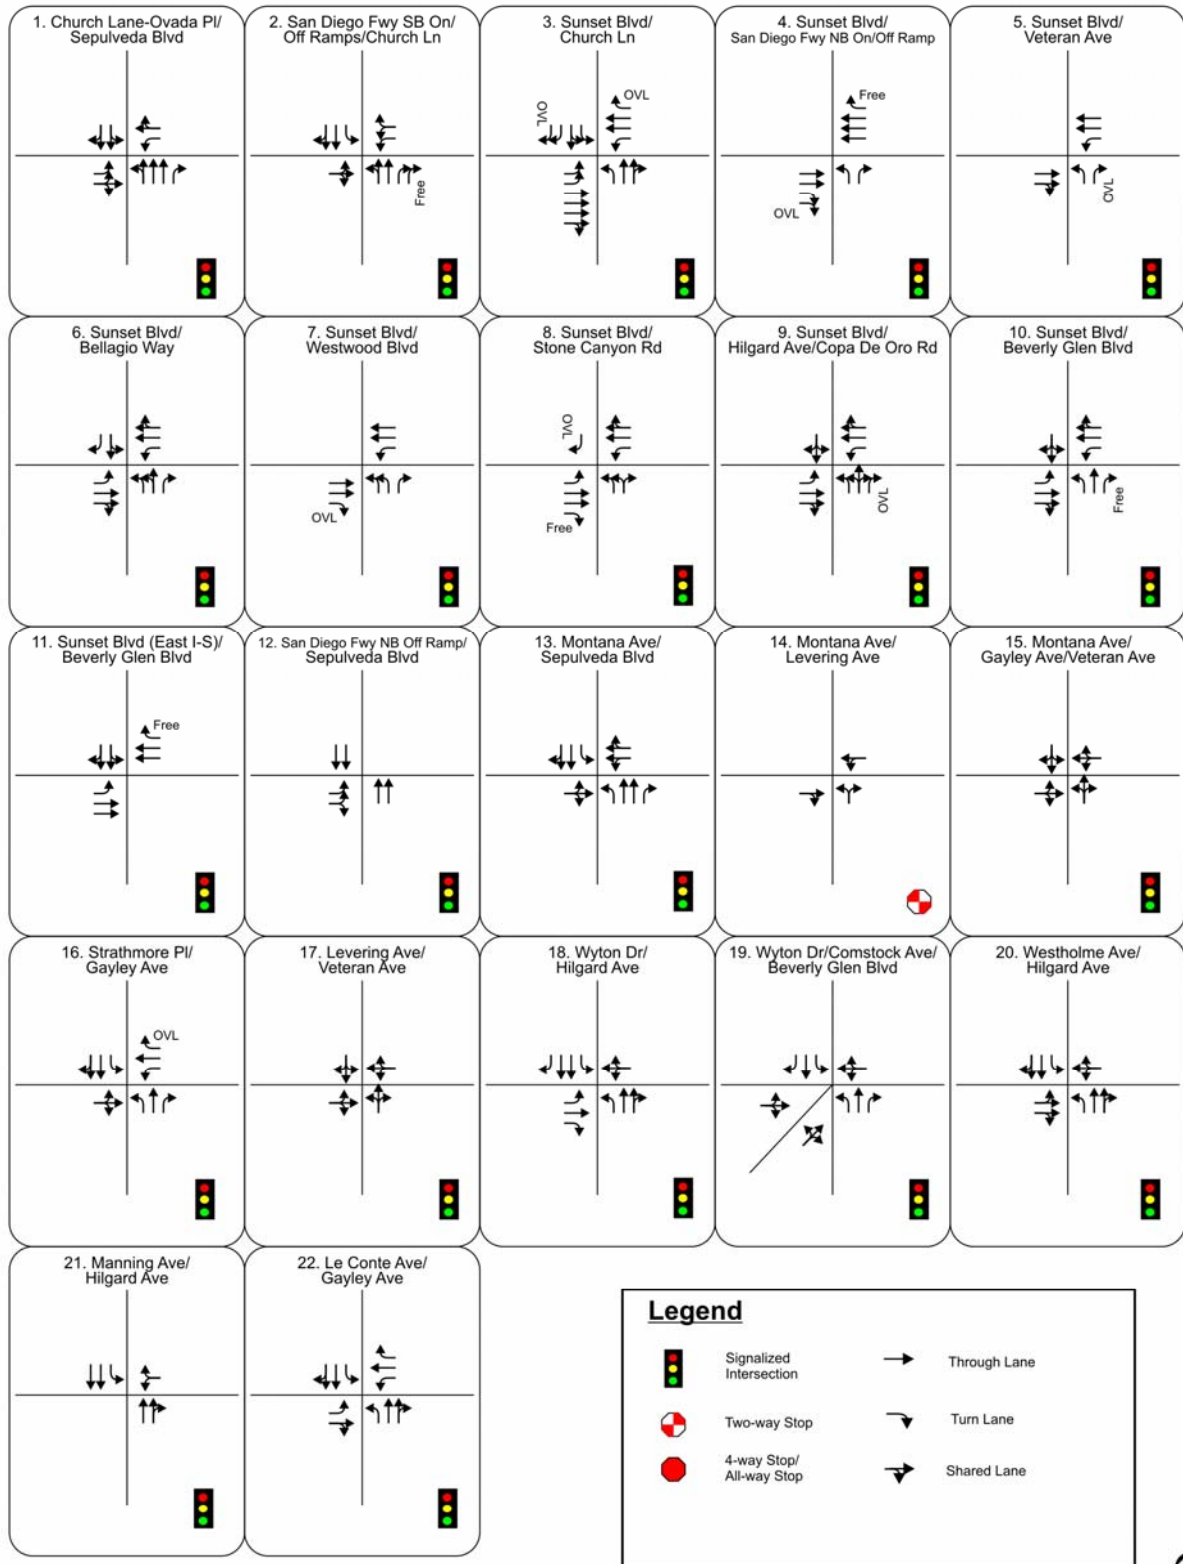 1. Church Lane-Ovada Pl/
Sepulveda Blvd
2. San Diego Fwy SB On/
Off Ramps/Church Ln
Free
3. Sunset Blvd/
Church Ln
OVL
OVL
4. Sunset Blvd/
San Diego Fwy NB On/Off Ramp
Free
OVL
5. Sunset Blvd/
Veteran Ave
OVL
6. Sunset Blvd/
Bellagio Way
7. Sunset Blvd/
Westwood Blvd
OVL
8. Sunset Blvd/
Stone Canyon Rd
OVL
Free
9. Sunset Blvd/
Hilgard Ave/Copa De Oro Rd
OVL
10. Sunset Blvd/
Beverly Glen Blvd
Free
11. Sunset Blvd (East I-S)/
Beverly Glen Blvd
Free
12. San Diego Fwy NB Off Ramp/
Sepulveda Blvd
13. Montana Ave/
Sepulveda Blvd
14. Montana Ave/
Levering Ave
15. Montana Ave/
Gayley Ave/Veteran Ave
16. Strathmore Pl/
Gayley Ave
OVL
17. Levering Ave/
Veteran Ave
18. Wyton Dr/
Hilgard Ave
19. Wyton Dr/Comstock Ave/
Beverly Glen Blvd
20. Westholme Ave/
Hilgard Ave
21. Manning Ave/
Hilgard Ave
22. Le Conte Ave/
Gayley Ave
Legend
Signalized
Intersection
Through Lane
Two-way Stop
Turn Lane
4-way Stop/
All-way Stop
Shared Lane